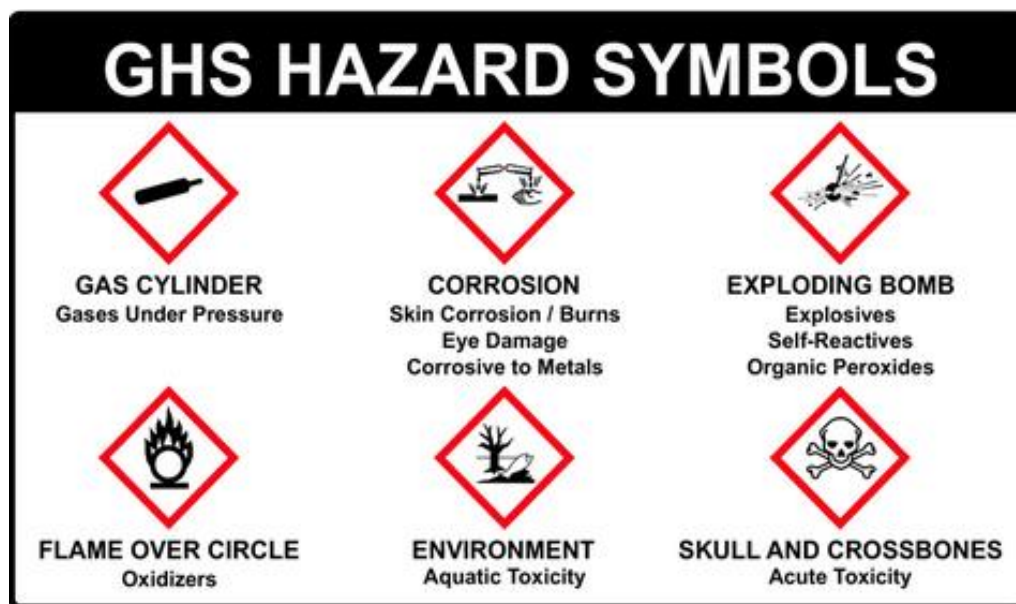 GHS HAZARD SYMBOLS
GAS CYLINDER
Gases Under Pressure
CORROSION
Skin Corrosion / Burns
Eye Damage
Corrosive to Metals
EXPLODING BOMB
Explosives
Self-Reactives
Organic Peroxides
FLAME OVER CIRCLE
Oxidizers
ENVIRONMENT
Aquatic Toxicity
SKULL AND CROSSBONES
Acute Toxicity